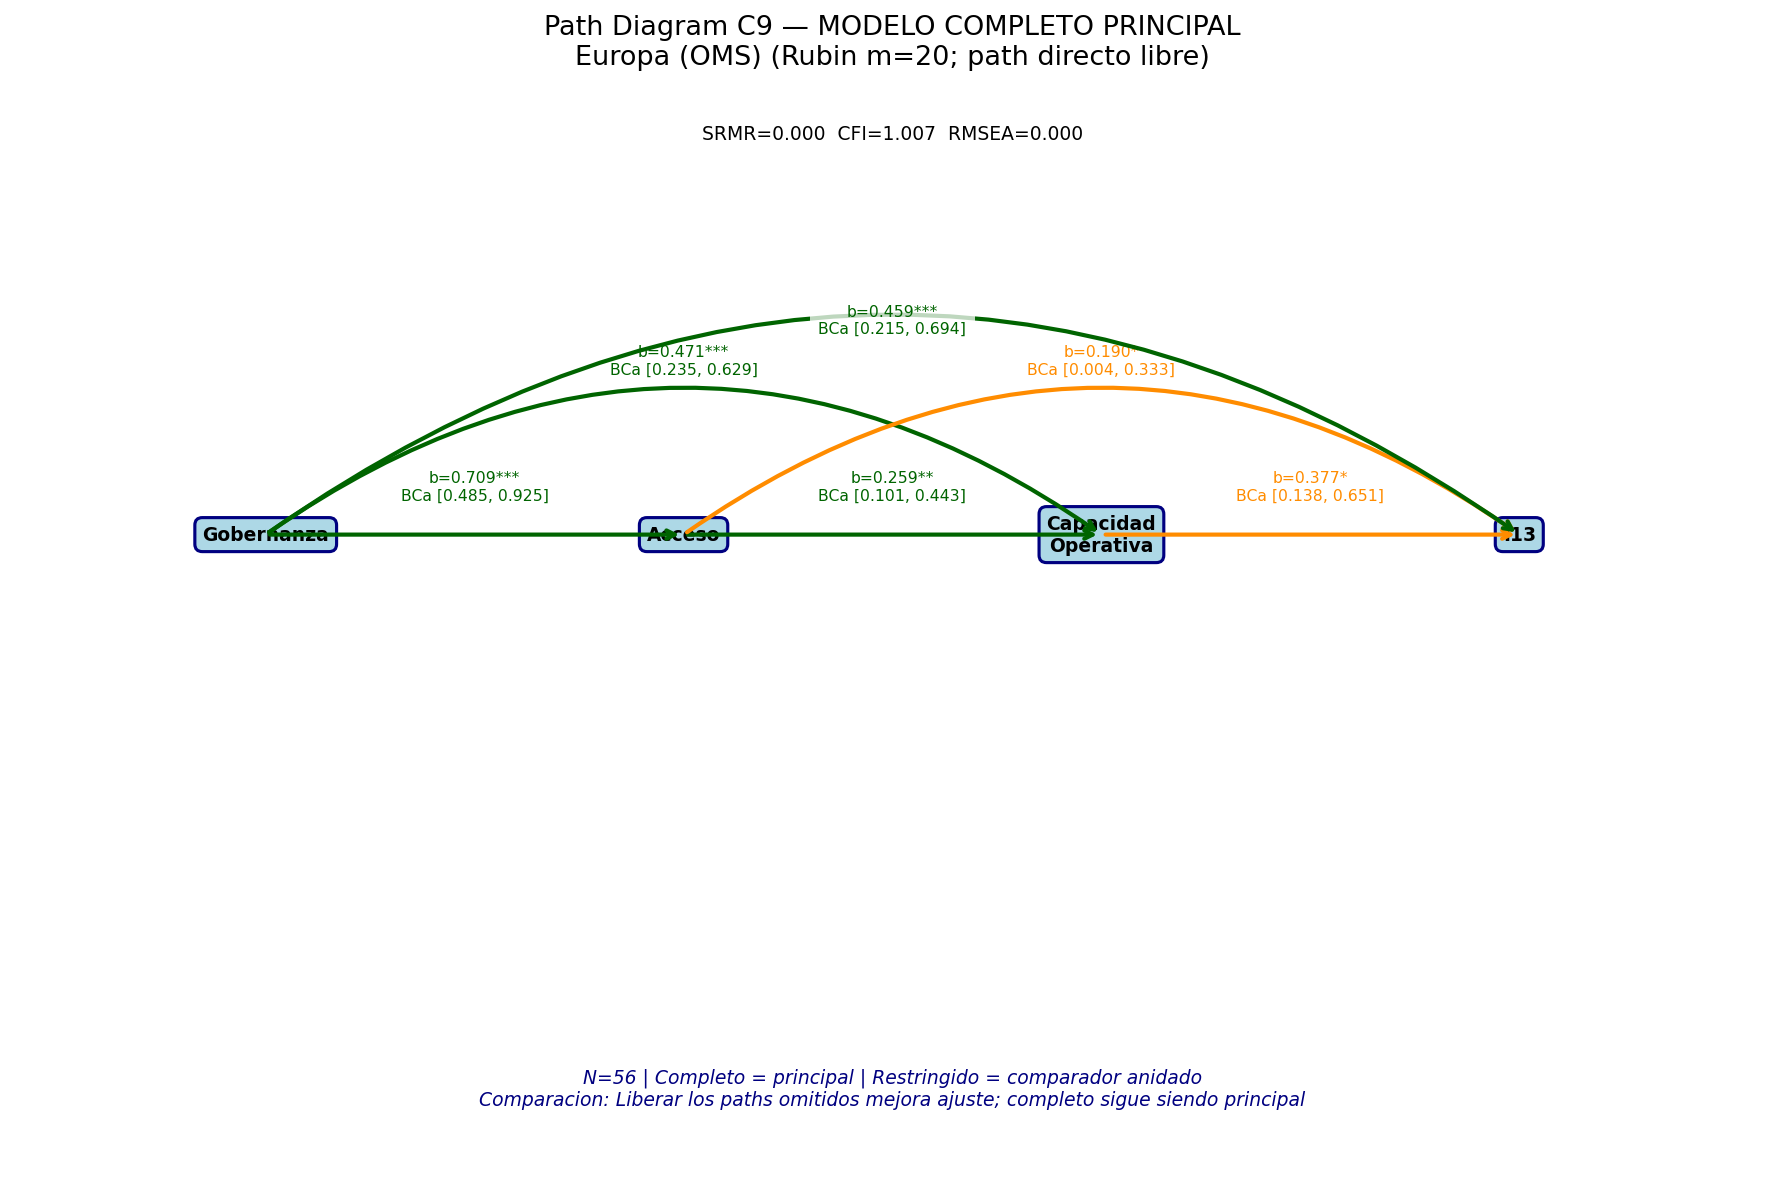 Path Diagram C9 — MODELO COMPLETO PRINCIPAL
Europa (OMS) (Rubin m=20; path directo libre)
SRMR=0.000  CFI=1.007  RMSEA=0.000
b=0.459***
BCa [0.215, 0.694]
b=0.471***
BCa [0.235, 0.629]
b=0.190*
BCa [0.004, 0.333]
b=0.709***
BCa [0.485, 0.925]
b=0.259**
BCa [0.101, 0.443]
b=0.377*
BCa [0.138, 0.651]
Gobernanza
Acceso
Capacidad
Operativa
N=56 | Completo = principal | Restringido = comparador anidado
Comparacion: Liberar los paths omitidos mejora ajuste; completo sigue siendo principal